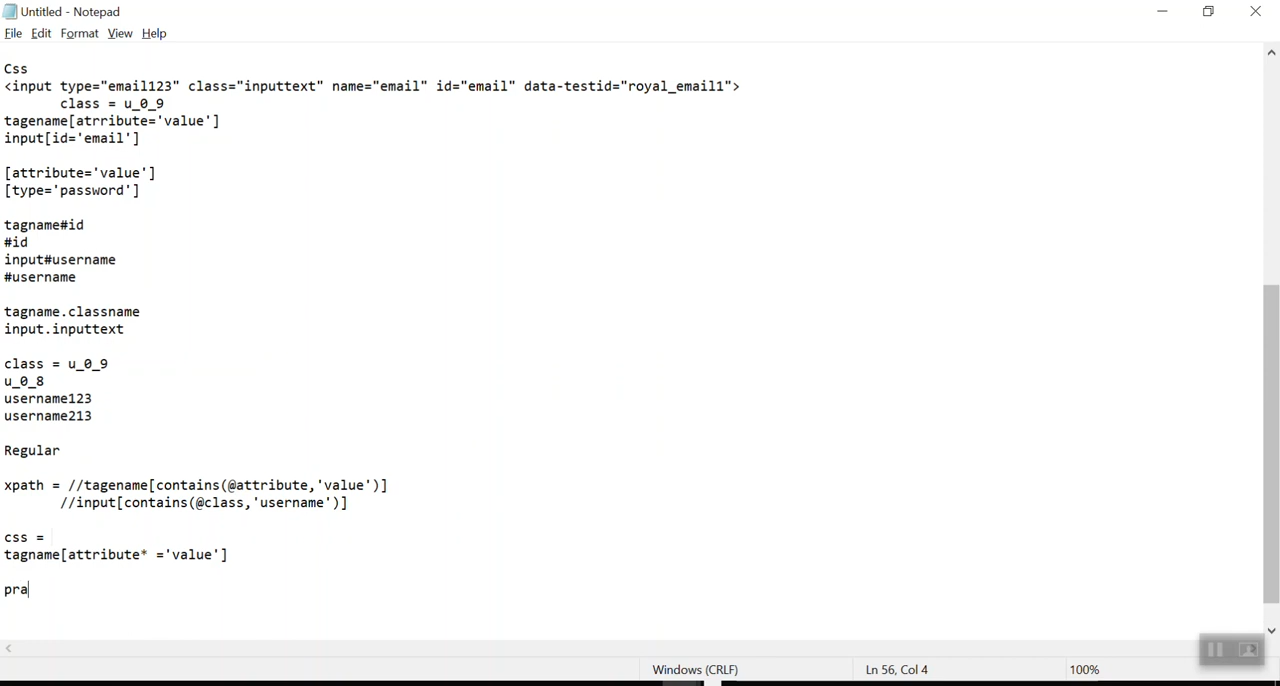 Untitled - Notepad
File Edit Format View Help
Css
<input type="email123" class="inputtext" name="email" id="email" data-testid="royal_email1">
class = u_0_9
tagename[atrribute='value']
input[id='email']
[attribute='value']
[type='password']
tagname#id
#id
input#username
#username
tagname.classname
input.inputtext
class = u_0_9
u_0_8
username123
username213
Regular
xpath = //tagename[contains(@attribute,'value')]
//input[contains(@class,'username')]
css =
tagname[attribute* ='value']
pra
Windows (CRLF) Ln 56, Col 4 100%